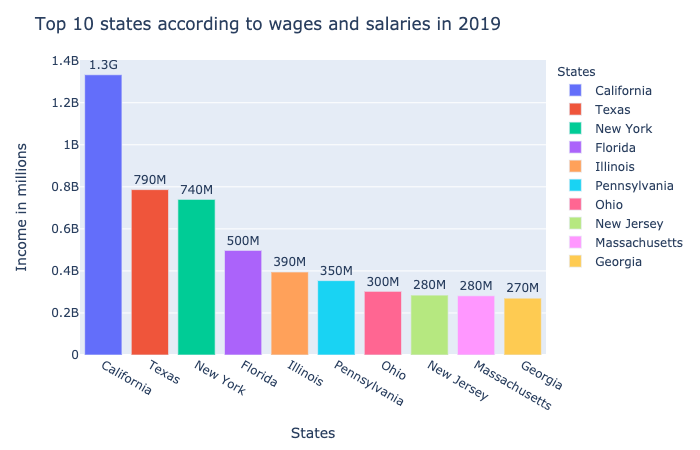 Top 10 states according to wages and salaries in 2019
1.4B
1.2B
1B
0.8B
0.6B
0.4B
0.2B
0
Income in millions
1.3G
790M
740M
500M
390M
350M
300M
280M
280M
270M
California
Texas
New York
Florida
Illinois
Pennsylvania
Ohio
New Jersey
Massachusetts
Georgia
States
States
California
Texas
New York
Florida
Illinois
Pennsylvania
Ohio
New Jersey
Massachusetts
Georgia